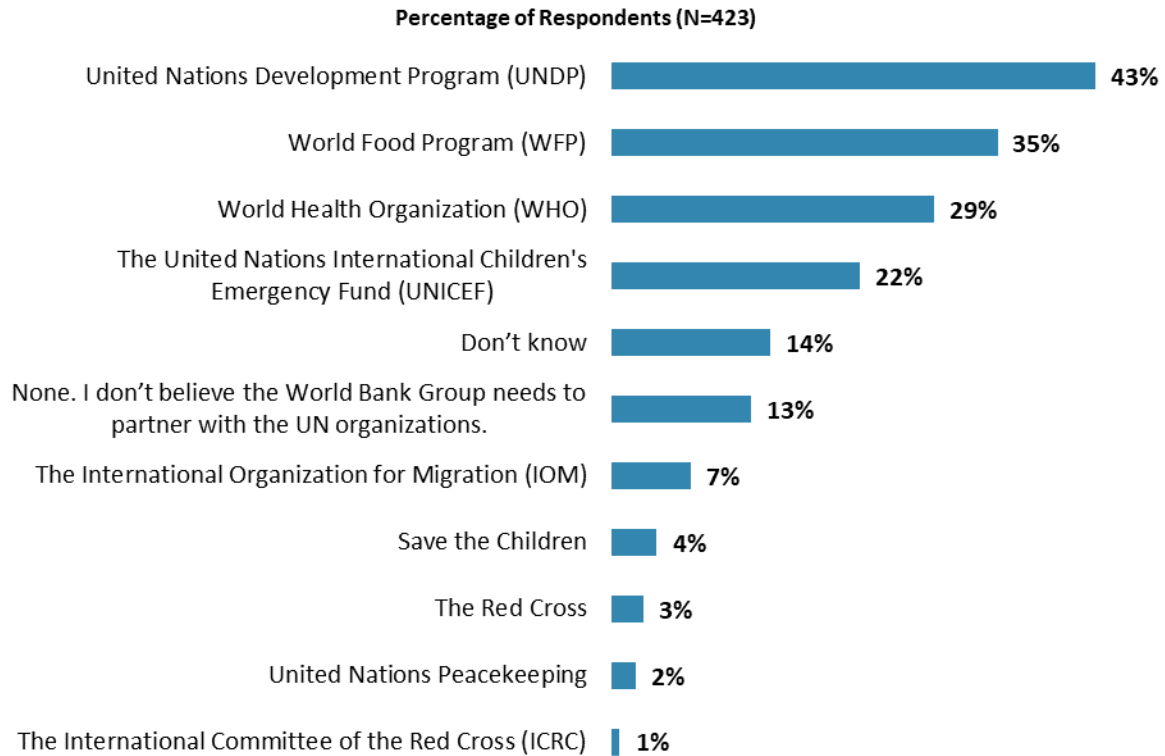 Percentage of Respondents (N=423)
United Nations Development Program (UNDP) 43%
World Food Program (WFP) 35%
World Health Organization (WHO) 29%
The United Nations International Children's
Emergency Fund (UNICEF) 22%
Don’t know 14%
None. I don’t believe the World Bank Group needs to
partner with the UN organizations. 13%
The International Organization for Migration (IOM) 7%
Save the Children 4%
The Red Cross 3%
United Nations Peacekeeping 2%
The International Committee of the Red Cross (ICRC) 1%